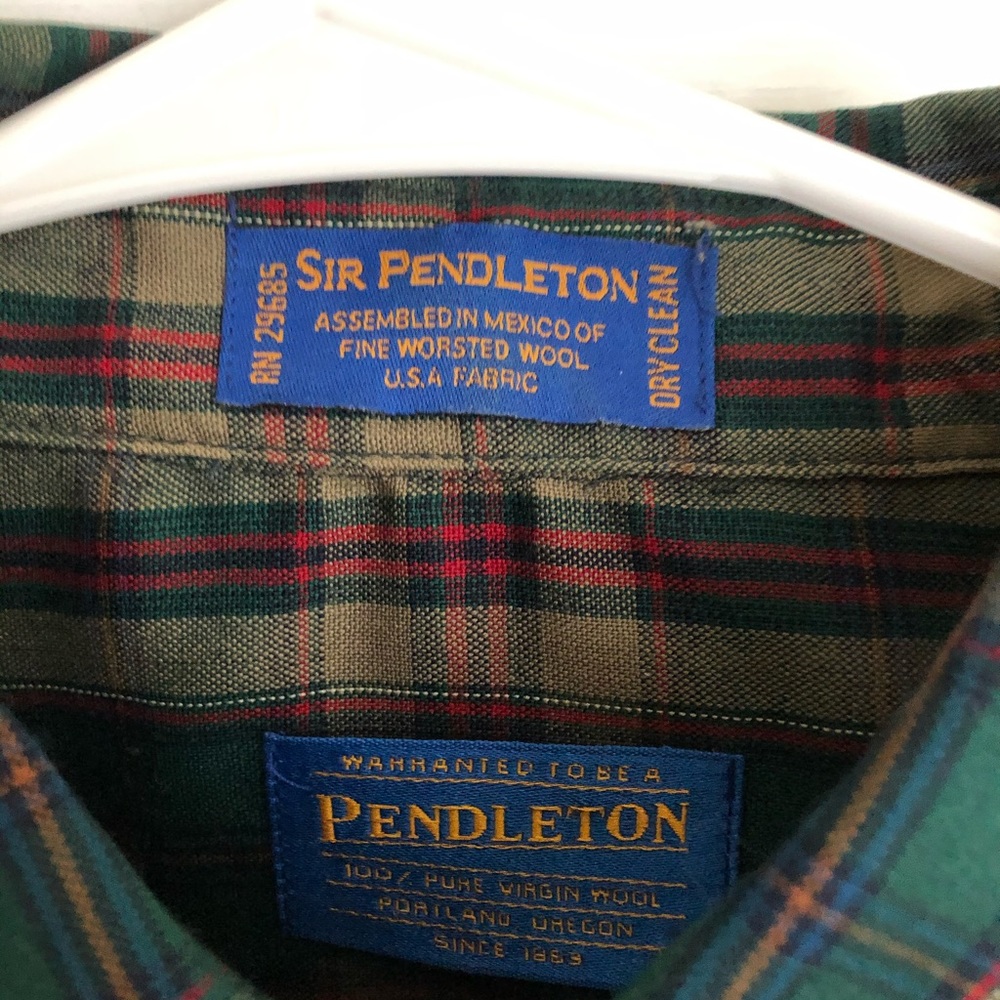 SIR PENDLETON
ASSEMBLED IN MEXICO OF
FINE WORSTED WOOL
U.S.A FABRIC
RN 29685
DRY CLEAN
WARRANTED TO BE A
PENDLETON
100% PURE VIRGIN WOOL
PORTLAND OREGON
SINCE 1863